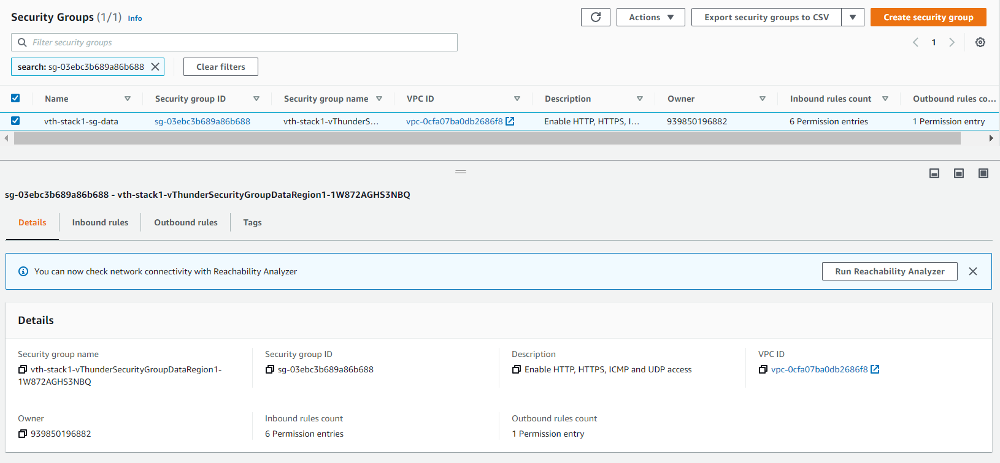 Security Groups (1/1) Info
Actions
Export security groups to CSV
Create security group
Filter security groups
1
search: sg-03ebc3b689a86b688
Clear filters
Name Security group ID Security group name VPC ID Description Owner Inbound rules count Outbound rules co...
vth-stack1-sg-data sg-03ebc3b689a86b688 vth-stack1-vThunderS... vpc-0cfa07ba0db2686f8 Enable HTTP, HTTPS, I... 939850196882 6 Permission entries 1 Permission entry
sg-03ebc3b689a86b688 - vth-stack1-vThunderSecurityGroupDataRegion1-1W872AGHS3NBQ
Details Inbound rules Outbound rules Tags
You can now check network connectivity with Reachability Analyzer
Run Reachability Analyzer
Details
Security group name
vth-stack1-vThunderSecurityGroupDataRegion1-
1W872AGHS3NBQ
Security group ID
sg-03ebc3b689a86b688
Description
Enable HTTP, HTTPS, ICMP and UDP access
VPC ID
vpc-0cfa07ba0db2686f8
Owner
939850196882
Inbound rules count
6 Permission entries
Outbound rules count
1 Permission entry